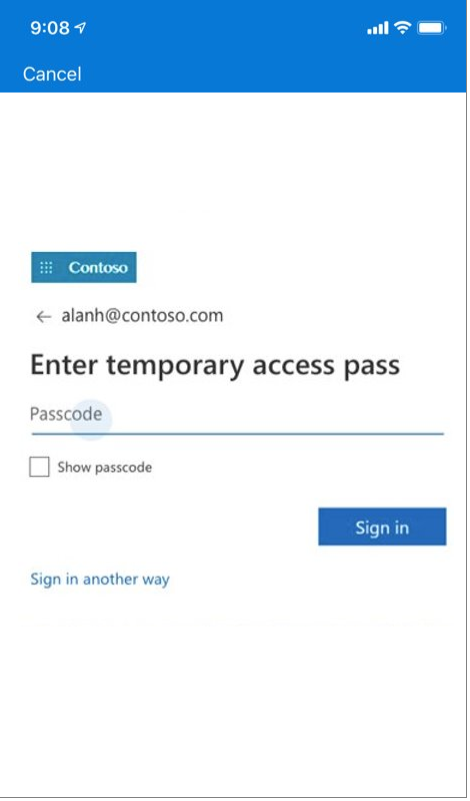 9:08
Cancel
Contoso
alanh@contoso.com
Enter temporary access pass
Passcode
Show passcode
Sign in
Sign in another way